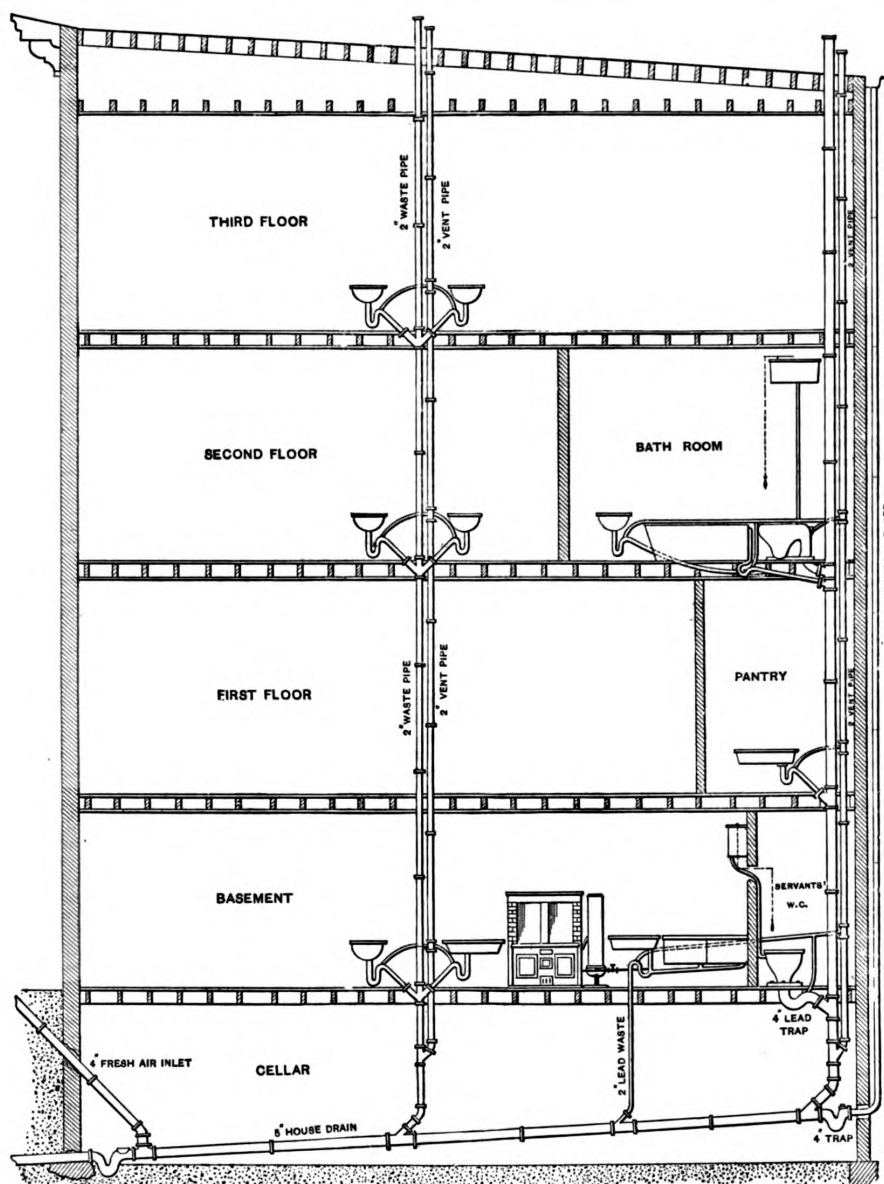 2" WASTE PIPE
2" VENT PIPE
2 VENT PIPE
THIRD FLOOR
SECOND FLOOR
BATH ROOM
2" WASTE PIPE
2" VENT PIPE
2 VENT PIPE
FIRST FLOOR
PANTRY
BASEMENT
SERVANTS'
W.C.
4" FRESH AIR INLET
CELLAR
2" LEAD WASTE
4" LEAD
TRAP
5" HOUSE DRAIN
4" TRAP